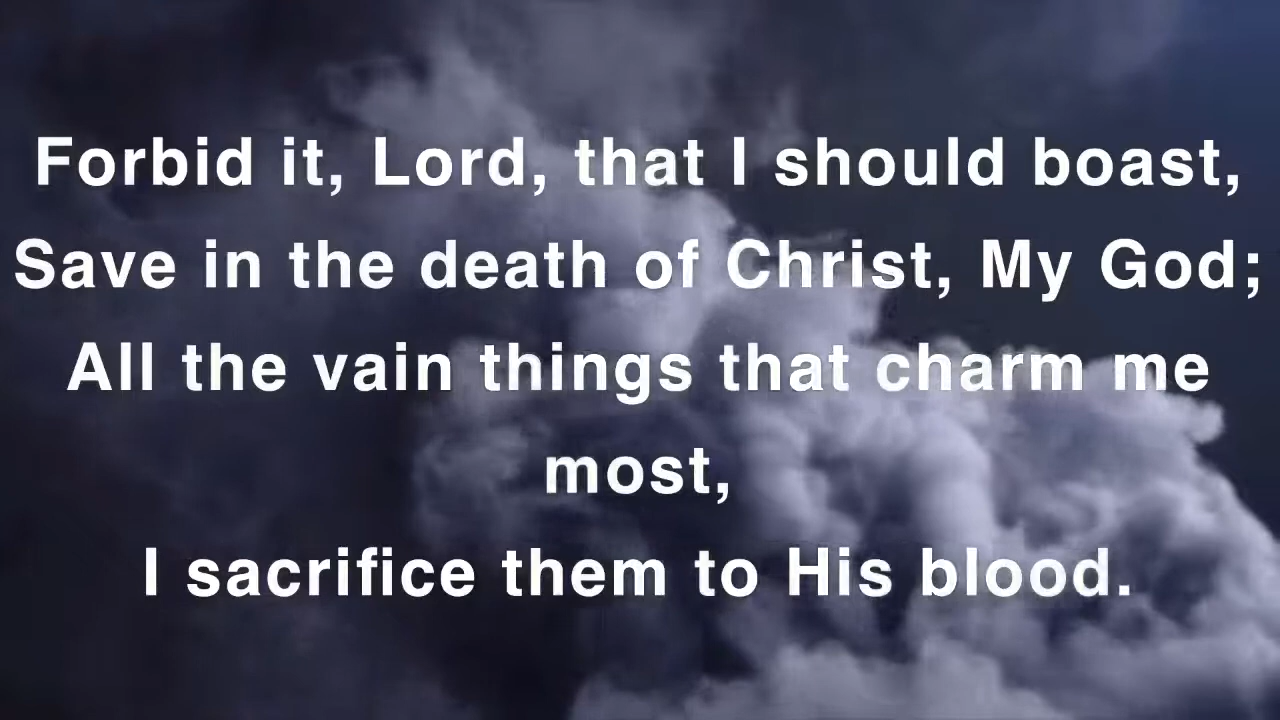 Forbid it, Lord, that I should boast,
Save in the death of Christ, My God;
All the vain things that charm me
most,
I sacrifice them to His blood.